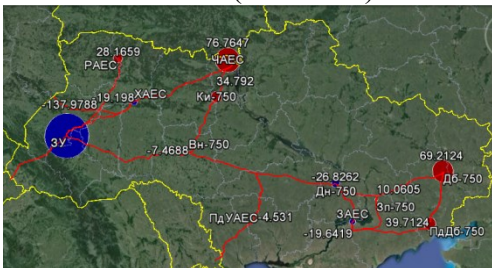 28.1659
РАЕС
76.7647
ЧАЕС
34.792
Ки-750
-137.9788
-19.198
ХАЕС
ЗУ
-7.4688
Вн-750
-26.8262
Дн-750
69.2124
Дб-750
10.0605
Зп-750
ПдУАЕС
-4.531
ЗАЕС
-19.6419
39.7124
ПдДб-750